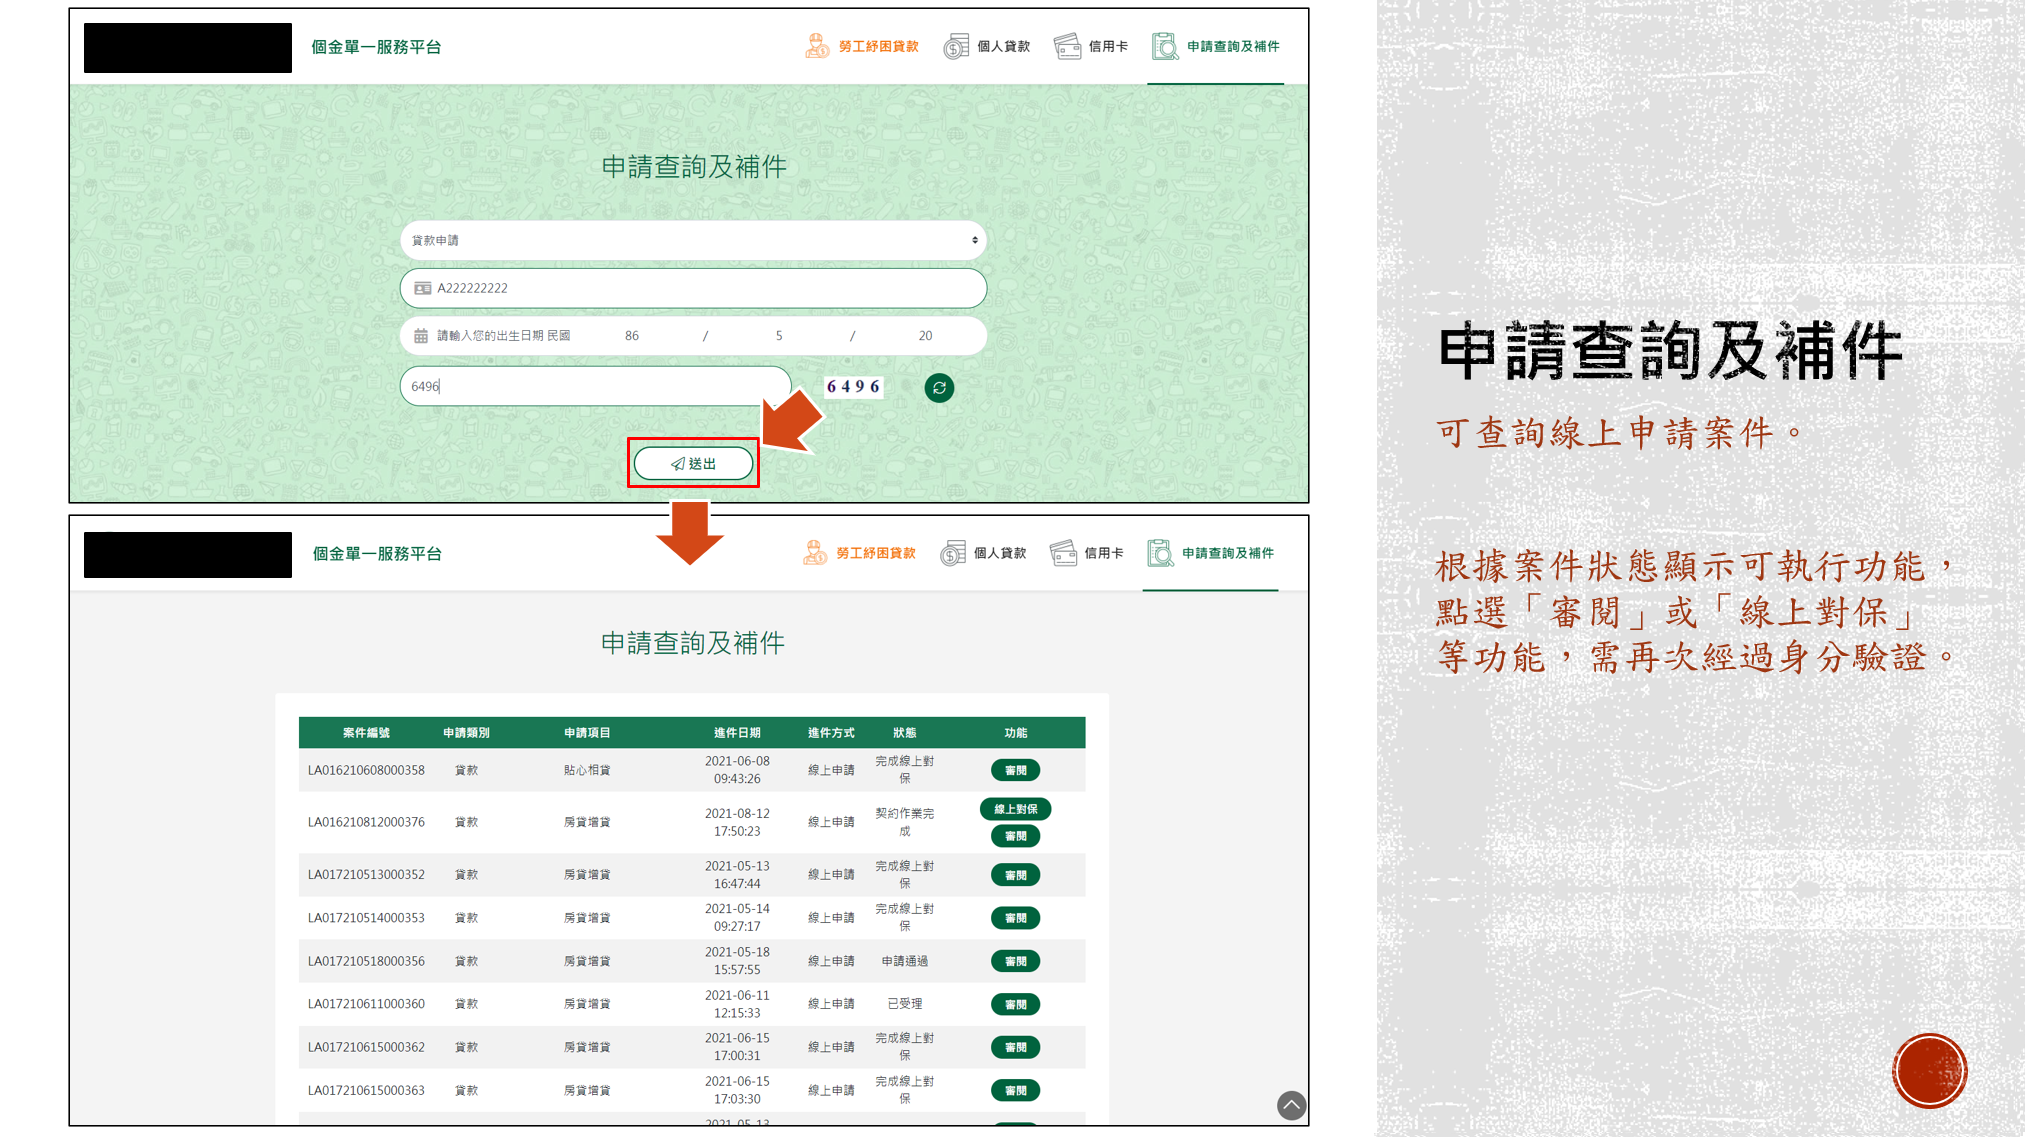 個金單一服務平台
勞工紓困貸款
個人貸款
信用卡
申請查詢及補件
申請查詢及補件
貸款申請
A222222222
請輸入您的出生日期 民國 86 / 5 / 20
6496
6496
送出
個金單一服務平台
勞工紓困貸款
個人貸款
信用卡
申請查詢及補件
申請查詢及補件
案件編號 申請類別 申請項目 進件日期 進件方式 狀態 功能
LA016210608000358 貸款 貼心相貸 2021-06-08 09:43:26 線上申請 完成線上對保 審閱
LA016210812000376 貸款 房貸增貸 2021-08-12 17:50:23 線上申請 契約作業完成 線上對保 審閱
LA017210513000352 貸款 房貸增貸 2021-05-13 16:47:44 線上申請 完成線上對保 審閱
LA017210514000353 貸款 房貸增貸 2021-05-14 09:27:17 線上申請 完成線上對保 審閱
LA017210518000356 貸款 房貸增貸 2021-05-18 15:57:55 線上申請 申請通過 審閱
LA017210611000360 貸款 房貸增貸 2021-06-11 12:15:33 線上申請 已受理 審閱
LA017210615000362 貸款 房貸增貸 2021-06-15 17:00:31 線上申請 完成線上對保 審閱
LA017210615000363 貸款 房貸增貸 2021-06-15 17:03:30 線上申請 完成線上對保 審閱
申請查詢及補件
可查詢線上申請案件。
根據案件狀態顯示可執行功能，
點選「審閱」或「線上對保」
等功能，需再次經過身分驗證。